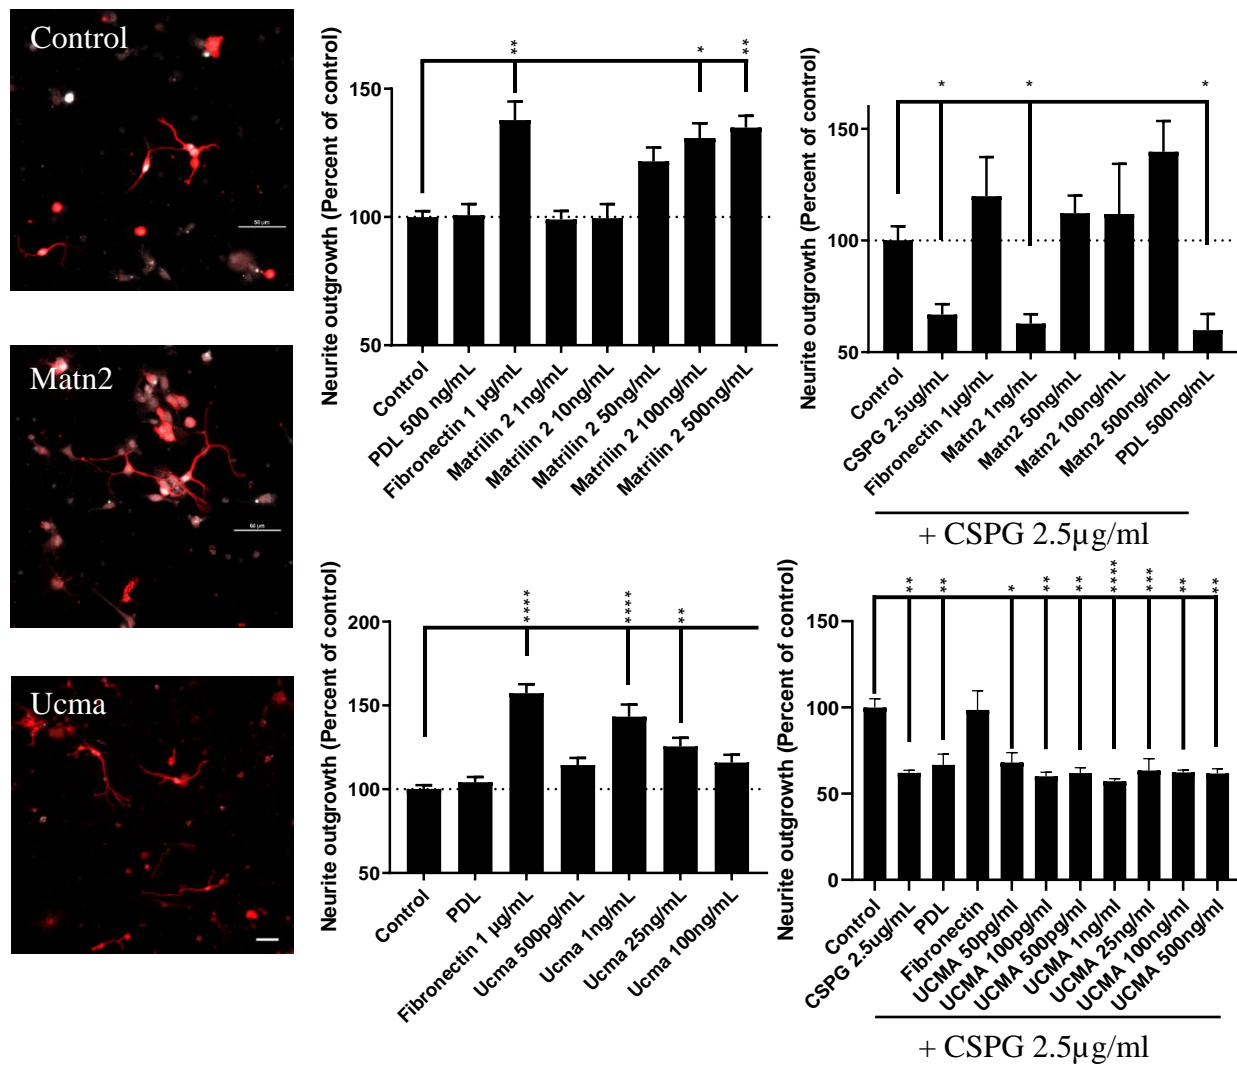 Control
50 µm
Matn2
50 µm
Ucma
Neurite outgrowth (Percent of control)
** * **
150
100
50
Control
PDL 500 ng/mL
Fibronectin 1 µg/mL
Matrilin 2 1ng/mL
Matrilin 2 10ng/mL
Matrilin 2 50ng/mL
Matrilin 2 100ng/mL
Matrilin 2 500ng/mL
Neurite outgrowth (Percent of control)
* * *
150
100
50
Control
CSPG 2.5ug/mL
Fibronectin 1µg/mL
Matn2 1ng/mL
Matn2 50ng/mL
Matn2 100ng/mL
Matn2 500ng/mL
PDL 500ng/mL
+ CSPG 2.5µg/ml
Neurite outgrowth (Percent of control)
**** **** **
200
150
100
50
Control
PDL
Fibronectin 1 µg/mL
Ucma 500pg/mL
Ucma 1ng/mL
Ucma 25ng/mL
Ucma 100ng/mL
Neurite outgrowth (Percent of control)
** ** * ** ** **** *** ** **
150
100
50
0
Control
CSPG 2.5ug/mL
PDL
Fibronectin
UCMA 50pg/ml
UCMA 100pg/ml
UCMA 500pg/ml
UCMA 1ng/ml
UCMA 25ng/ml
UCMA 100ng/ml
UCMA 500ng/ml
+ CSPG 2.5µg/ml